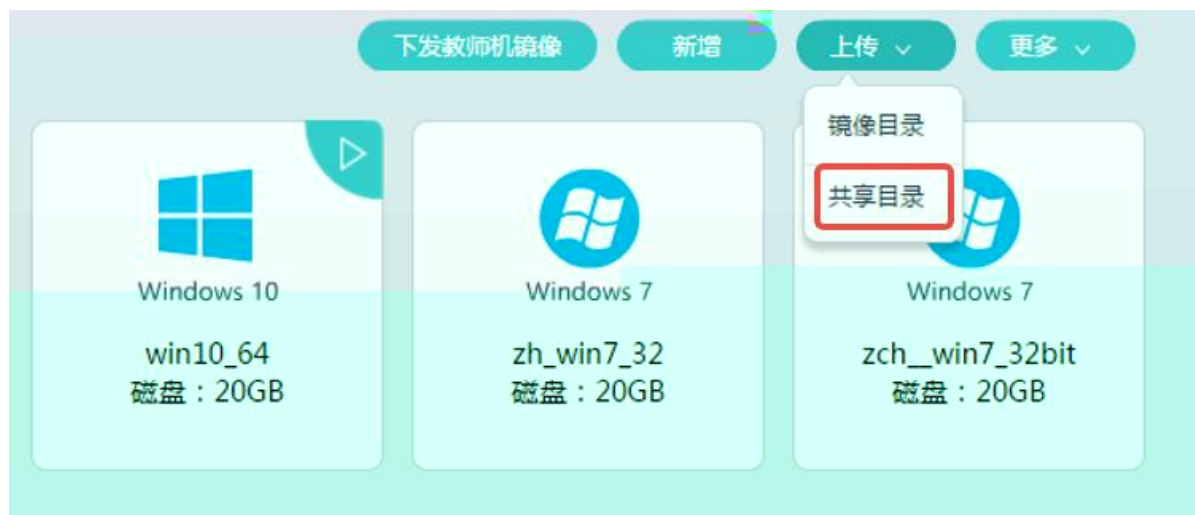 下发教师机镜像 新增 上传 更多
镜像目录
共享目录
Windows 10 Windows 7 Windows 7
win10_64 zh_win7_32 zch__win7_32bit
磁盘：20GB 磁盘：20GB 磁盘：20GB